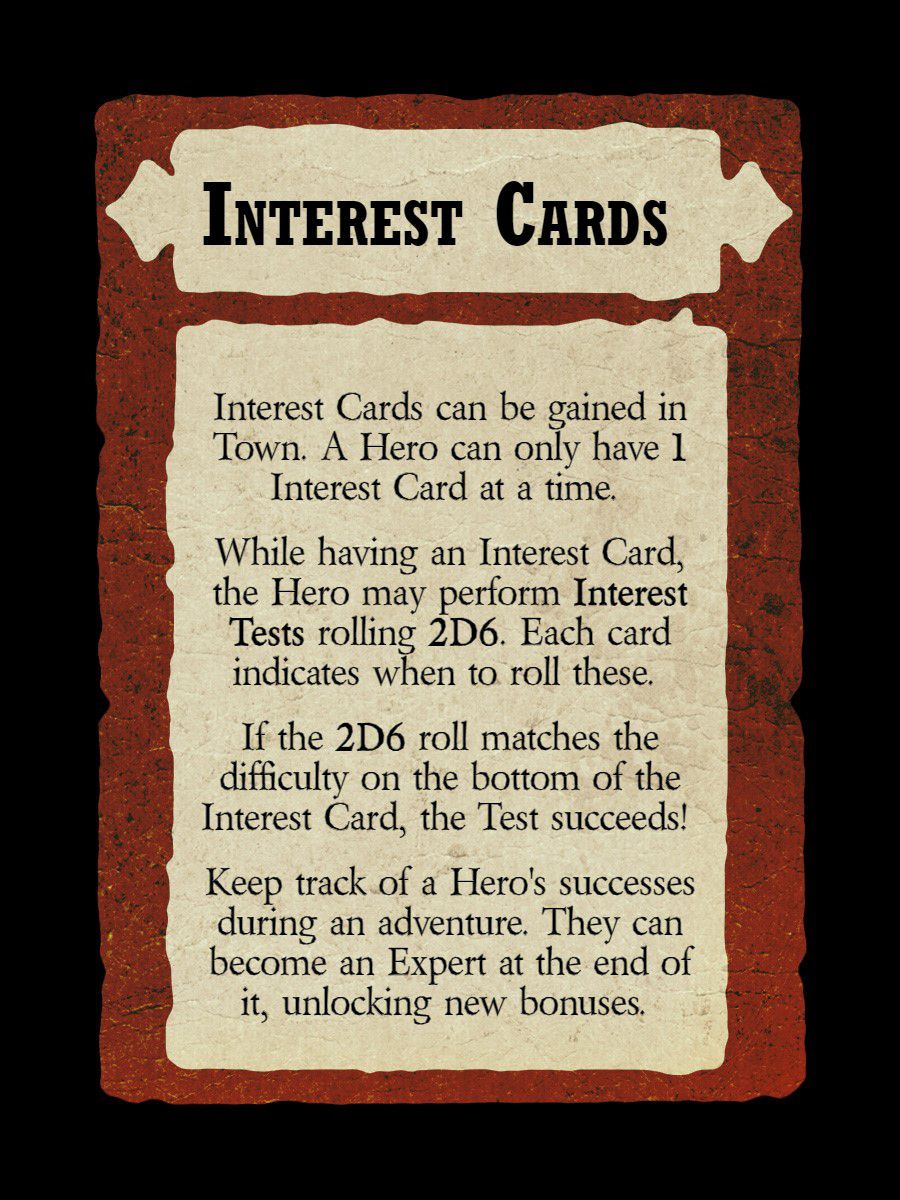 Interest Cards
Interest Cards can be gained in
Town. A Hero can only have 1
Interest Card at a time.
While having an Interest Card,
the Hero may perform Interest
Tests rolling 2D6. Each card
indicates when to roll these.
If the 2D6 roll matches the
difficulty on the bottom of the
Interest Card, the Test succeeds!
Keep track of a Hero's successes
during an adventure. They can
become an Expert at the end of
it, unlocking new bonuses.